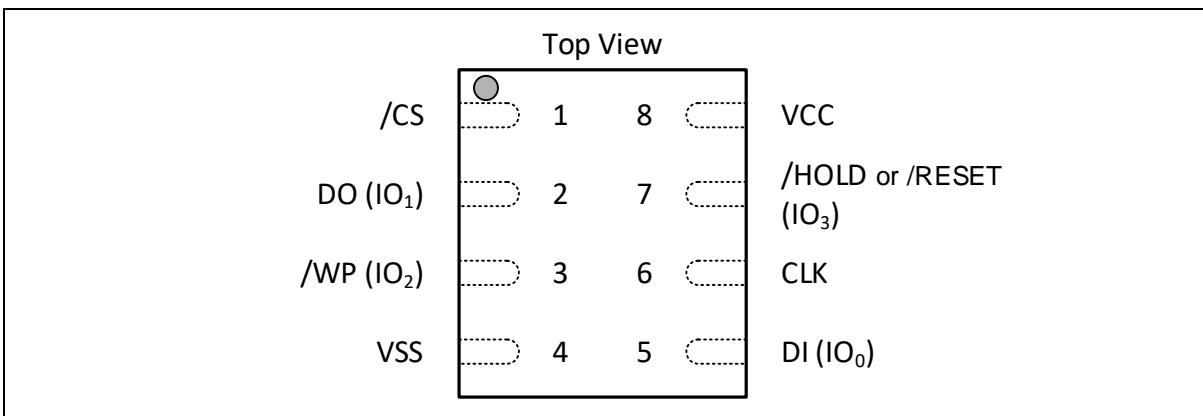 Top View
/CS 1 8 VCC
DO (IO₁) 2 7 /HOLD or /RESET
(IO₃)
/WP (IO₂) 3 6 CLK
VSS 4 5 DI (IO₀)